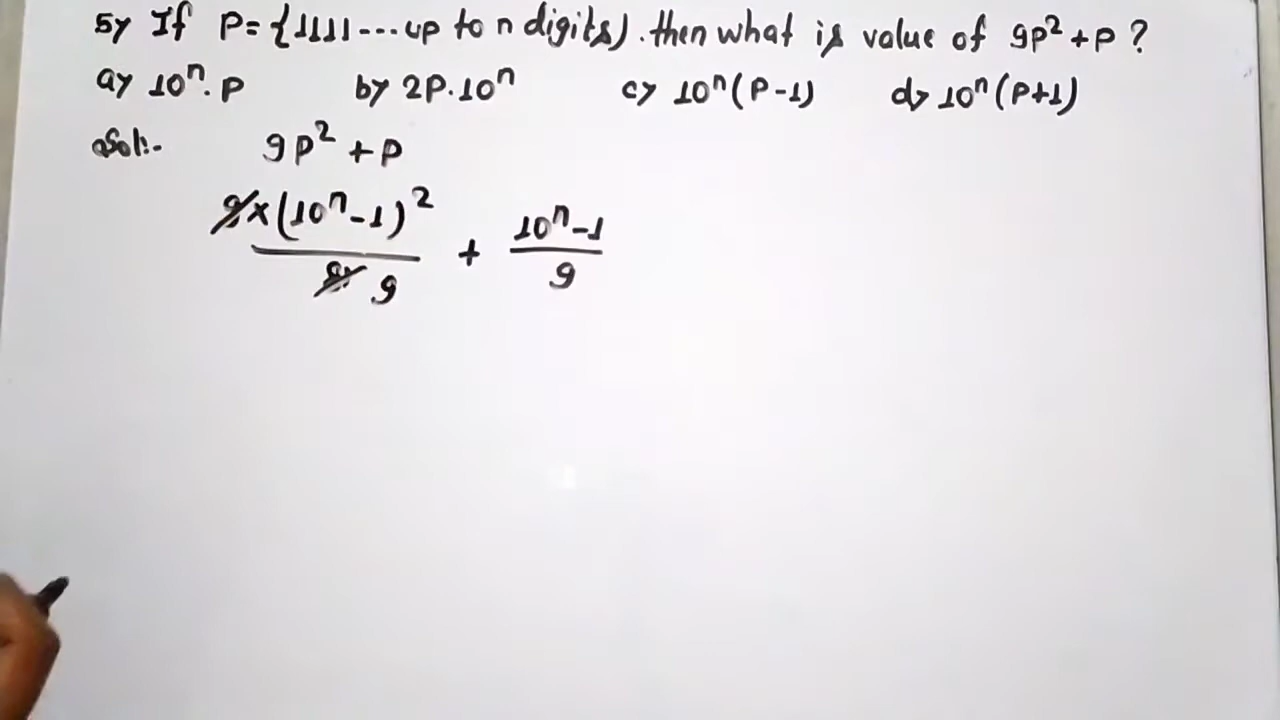 5) If P = {1111 ... up to n digits}. then what is value of 9p² + p ?
a) 10ⁿ . P b) 2P . 10ⁿ c) 10ⁿ (P - 1) d) 10ⁿ (P + 1)
Sol:- 9p² + p
9 x (10ⁿ - 1)² / 81 9 + 10ⁿ - 1 / 9